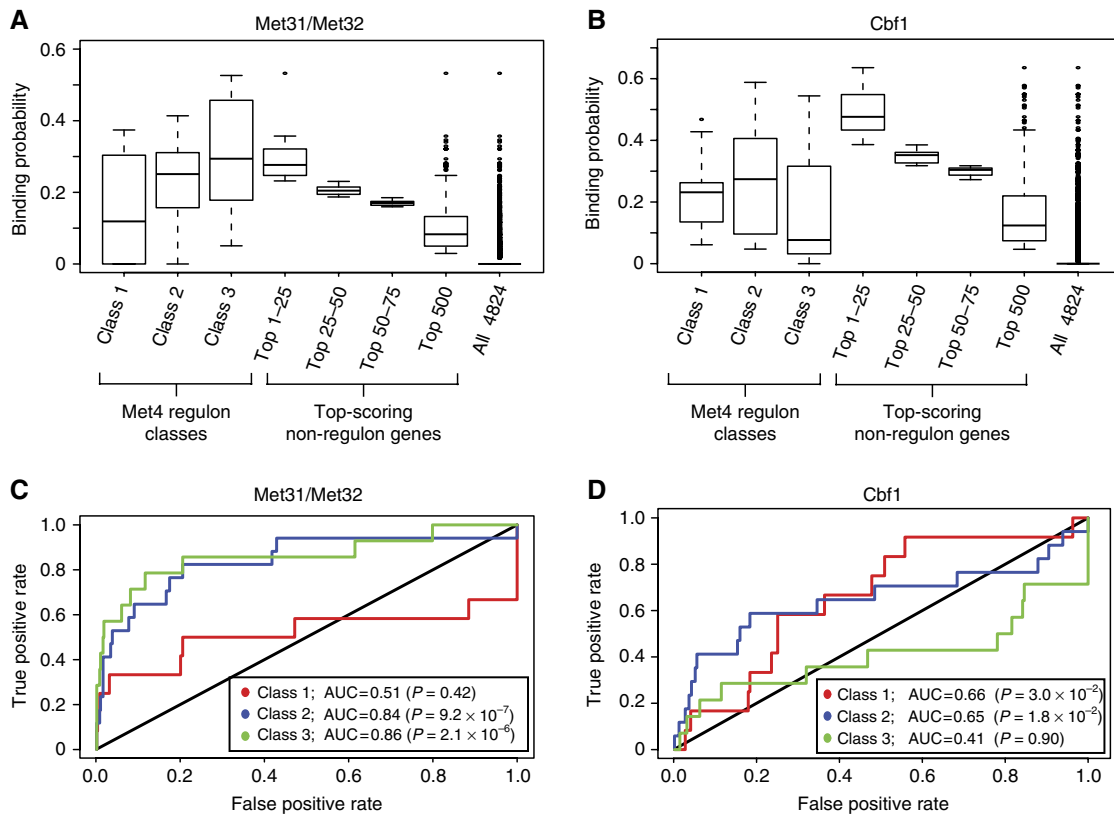 A
Met31/Met32
Binding probability
0.6
0.4
0.2
0
Class 1
Class 2
Class 3
Top 1–25
Top 25–50
Top 50–75
Top 500
All 4824
Met4 regulon
classes
Top-scoring
non-regulon genes
B
Cbf1
Binding probability
0.6
0.4
0.2
0
Class 1
Class 2
Class 3
Top 1–25
Top 25–50
Top 50–75
Top 500
All 4824
Met4 regulon
classes
Top-scoring
non-regulon genes
C
Met31/Met32
True positive rate
1.0
0.8
0.6
0.4
0.2
0
Class 1; AUC=0.51 (P = 0.42)
Class 2; AUC=0.84 (P = 9.2 × 10⁻⁷)
Class 3; AUC=0.86 (P = 2.1 × 10⁻⁶)
0.0 0.2 0.4 0.6 0.8 1.0
False positive rate
D
Cbf1
True positive rate
1.0
0.8
0.6
0.4
0.2
0
Class 1; AUC=0.66 (P = 3.0 × 10⁻²)
Class 2; AUC=0.65 (P = 1.8 × 10⁻²)
Class 3; AUC=0.41 (P = 0.90)
0.0 0.2 0.4 0.6 0.8 1.0
False positive rate